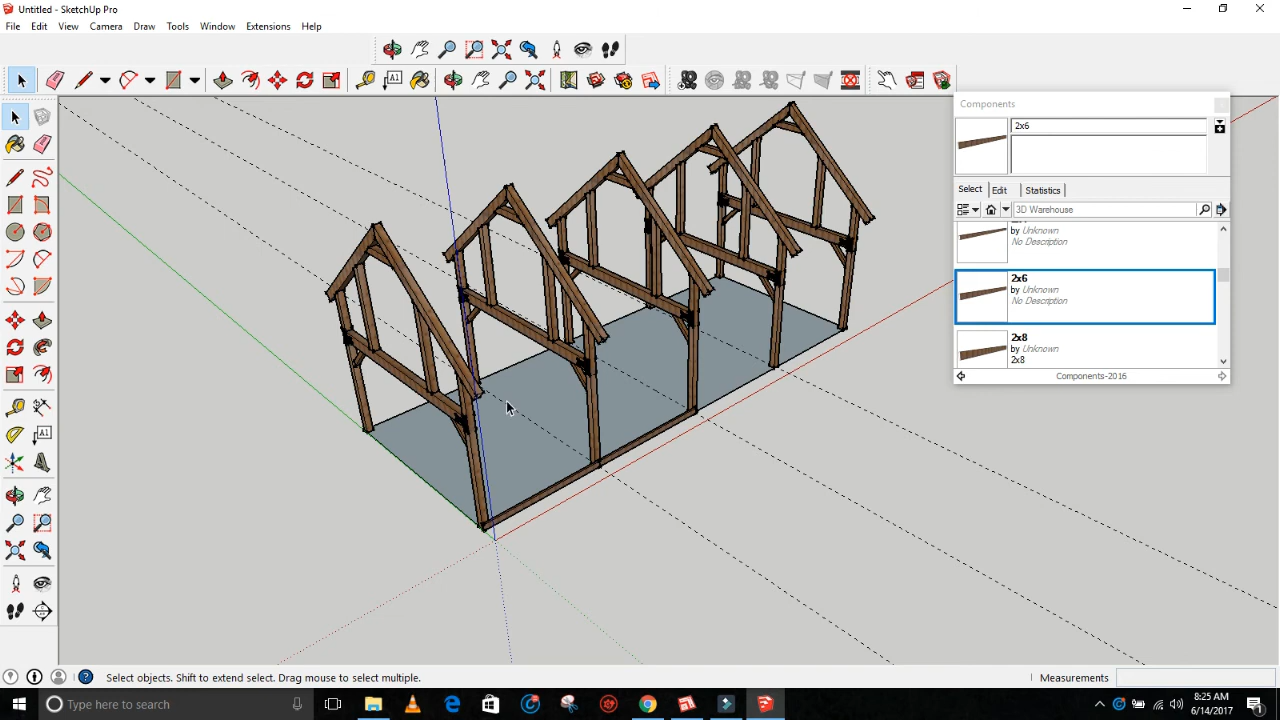 Untitled - SketchUp Pro
File Edit View Camera Draw Tools Window Extensions Help
A1
Components
2x6
Select Edit Statistics
3D Warehouse
by Unknown
No Description
2x6
by Unknown
No Description
2x8
by Unknown
2x8
Components-2016
A1
Select objects. Shift to extend select. Drag mouse to select multiple.
Measurements
Type here to search
8:25 AM
6/14/2017